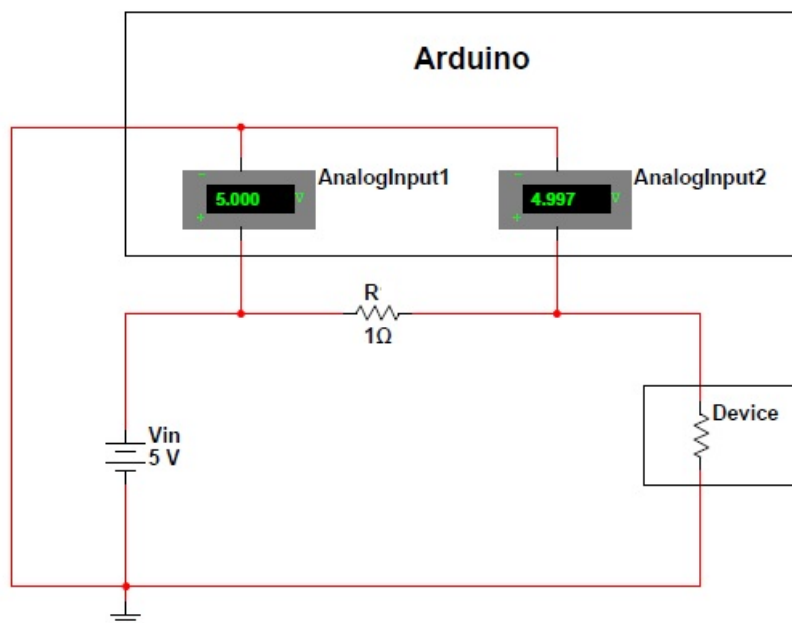 Arduino
AnalogInput1
5.000
AnalogInput2
4.997
R
1Ω
Vin
5 V
Device